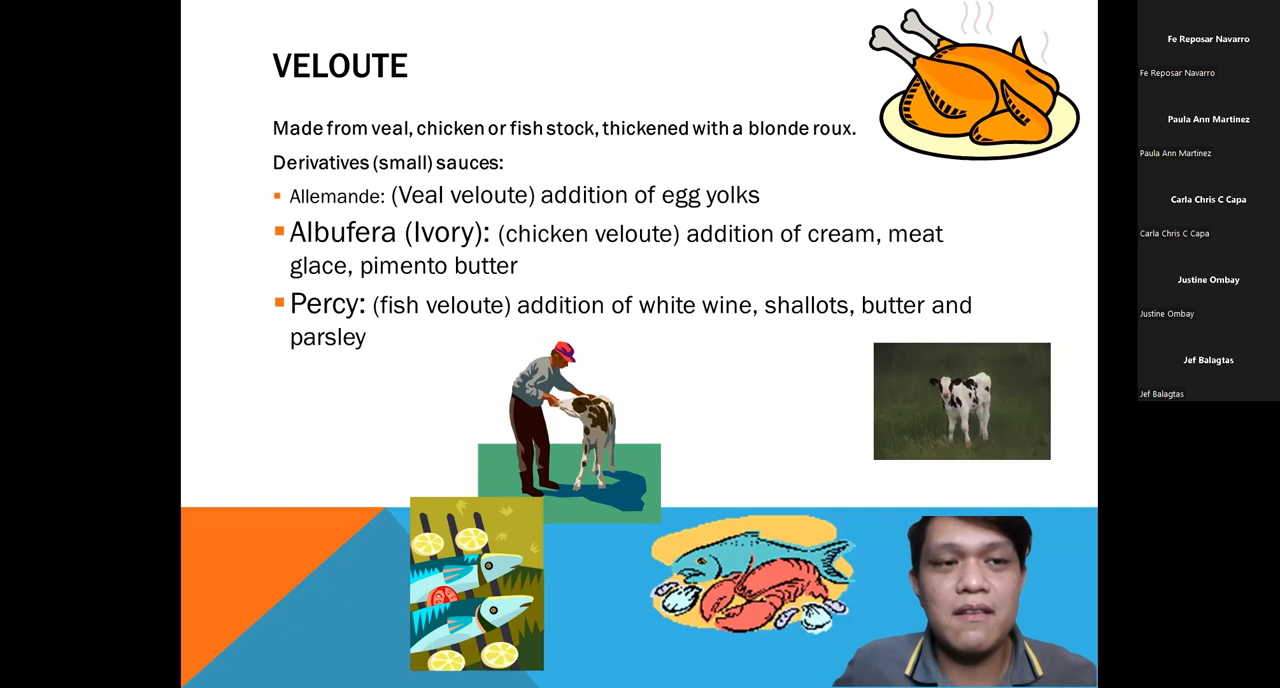 VELOUTE
Made from veal, chicken or fish stock, thickened with a blonde roux.
Derivatives (small) sauces:
Allemande: (Veal veloute) addition of egg yolks
Albufera (Ivory): (chicken veloute) addition of cream, meat
glace, pimento butter
Percy: (fish veloute) addition of white wine, shallots, butter and
parsley
Fe Reposar Navarro
Fe Reposar Navarro
Paula Ann Martinez
Paula Ann Martinez
Carla Chris C Capa
Carla Chris C Capa
Justine Ombay
Justine Ombay
Jef Balagtas
Jef Balagtas